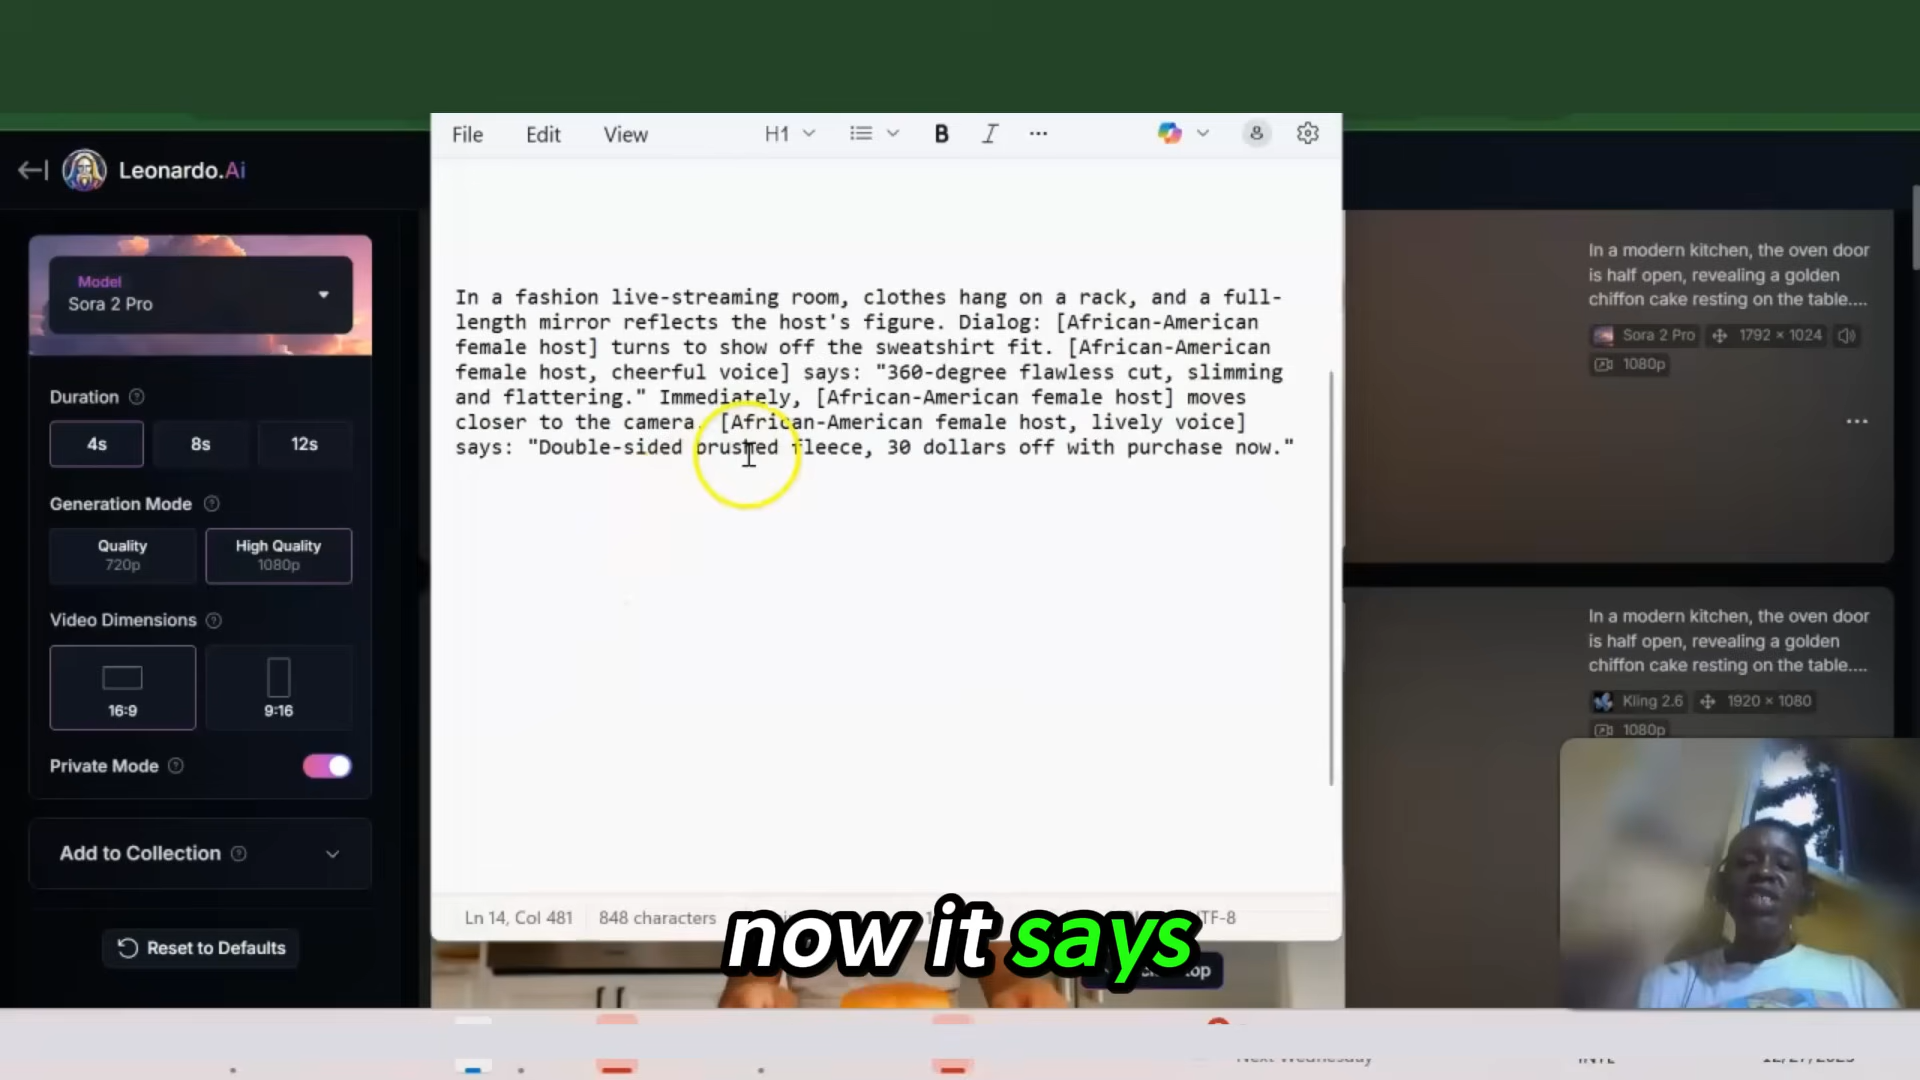 File Edit View H1 B I ...
Leonardo.Ai
Model
Sora 2 Pro
Duration
4s 8s 12s
Generation Mode
Quality
720p
High Quality
1080p
Video Dimensions
16:9
9:16
Private Mode
Add to Collection
Reset to Defaults
In a fashion live-streaming room, clothes hang on a rack, and a full-
length mirror reflects the host's figure. Dialog: [African-American
female host] turns to show off the sweatshirt fit. [African-American
female host, cheerful voice] says: "360-degree flawless cut, slimming
and flattering." Immediately, [African-American female host] moves
closer to the camera. [African-American female host, lively voice]
says: "Double-sided brushed fleece, 30 dollars off with purchase now."
Ln 14, Col 481 848 characters
now it says
In a modern kitchen, the oven door
is half open, revealing a golden
chiffon cake resting on the table....
Sora 2 Pro 1792 × 1024
1080p
...
In a modern kitchen, the oven door
is half open, revealing a golden
chiffon cake resting on the table....
Kling 2.6 1920 × 1080
1080p
Next Wednesday